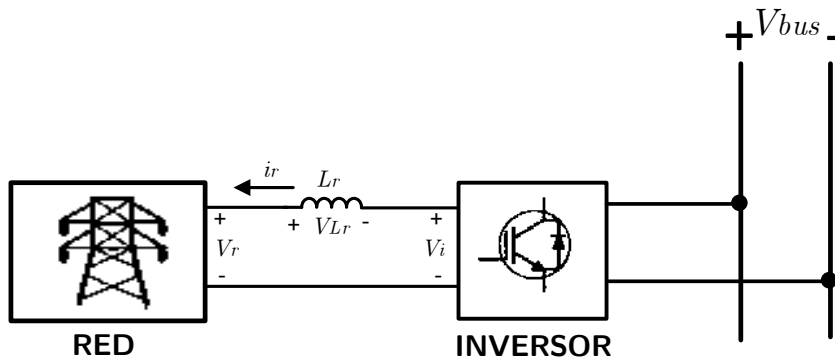 + Vbus -
ir
Lr
+ + VLr - +
Vr Vi
- -
RED INVERSOR